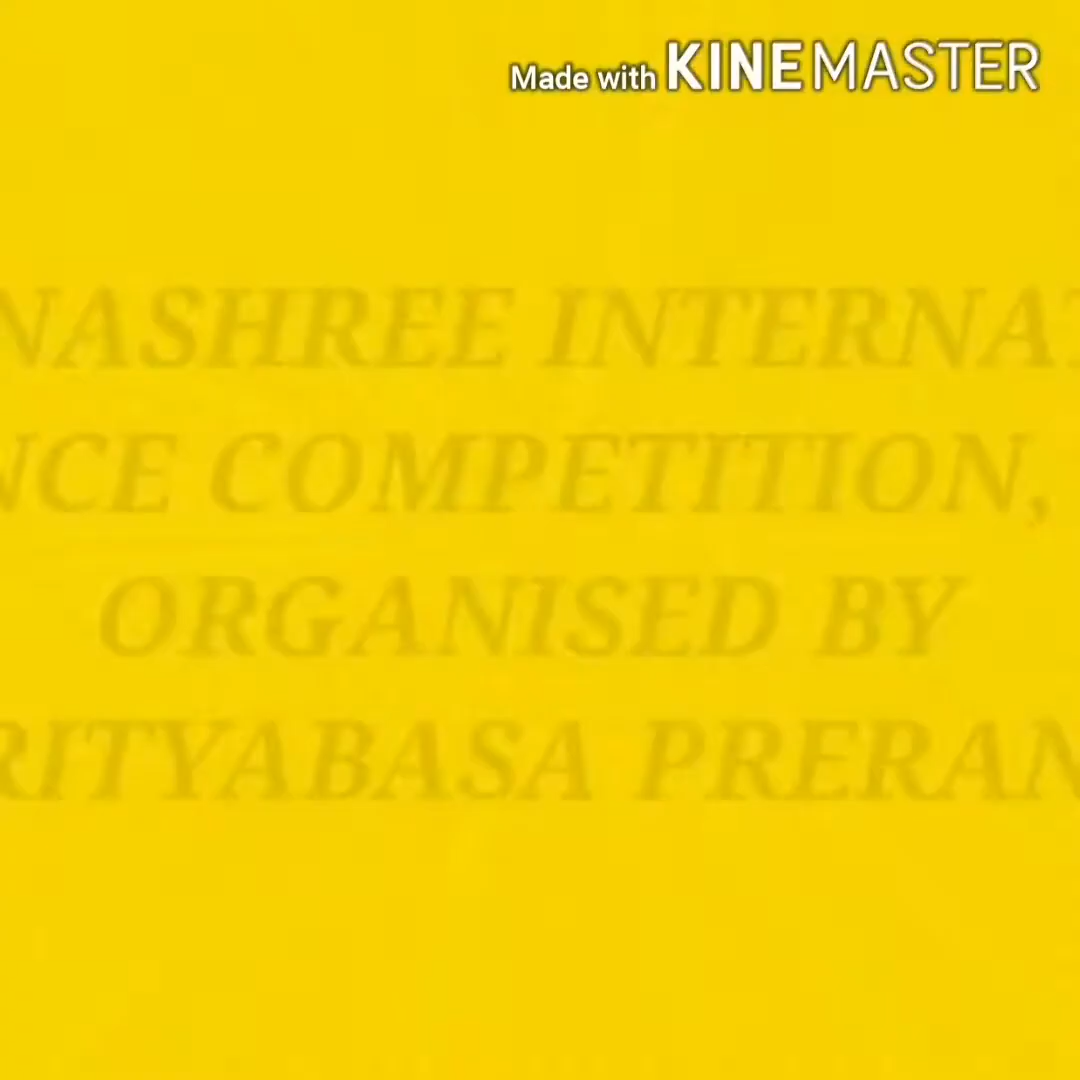 Made with KINEMASTER
NASHREE INTERNAT
NCE COMPETITION,
ORGANISED BY
RITYABASA PRERAN